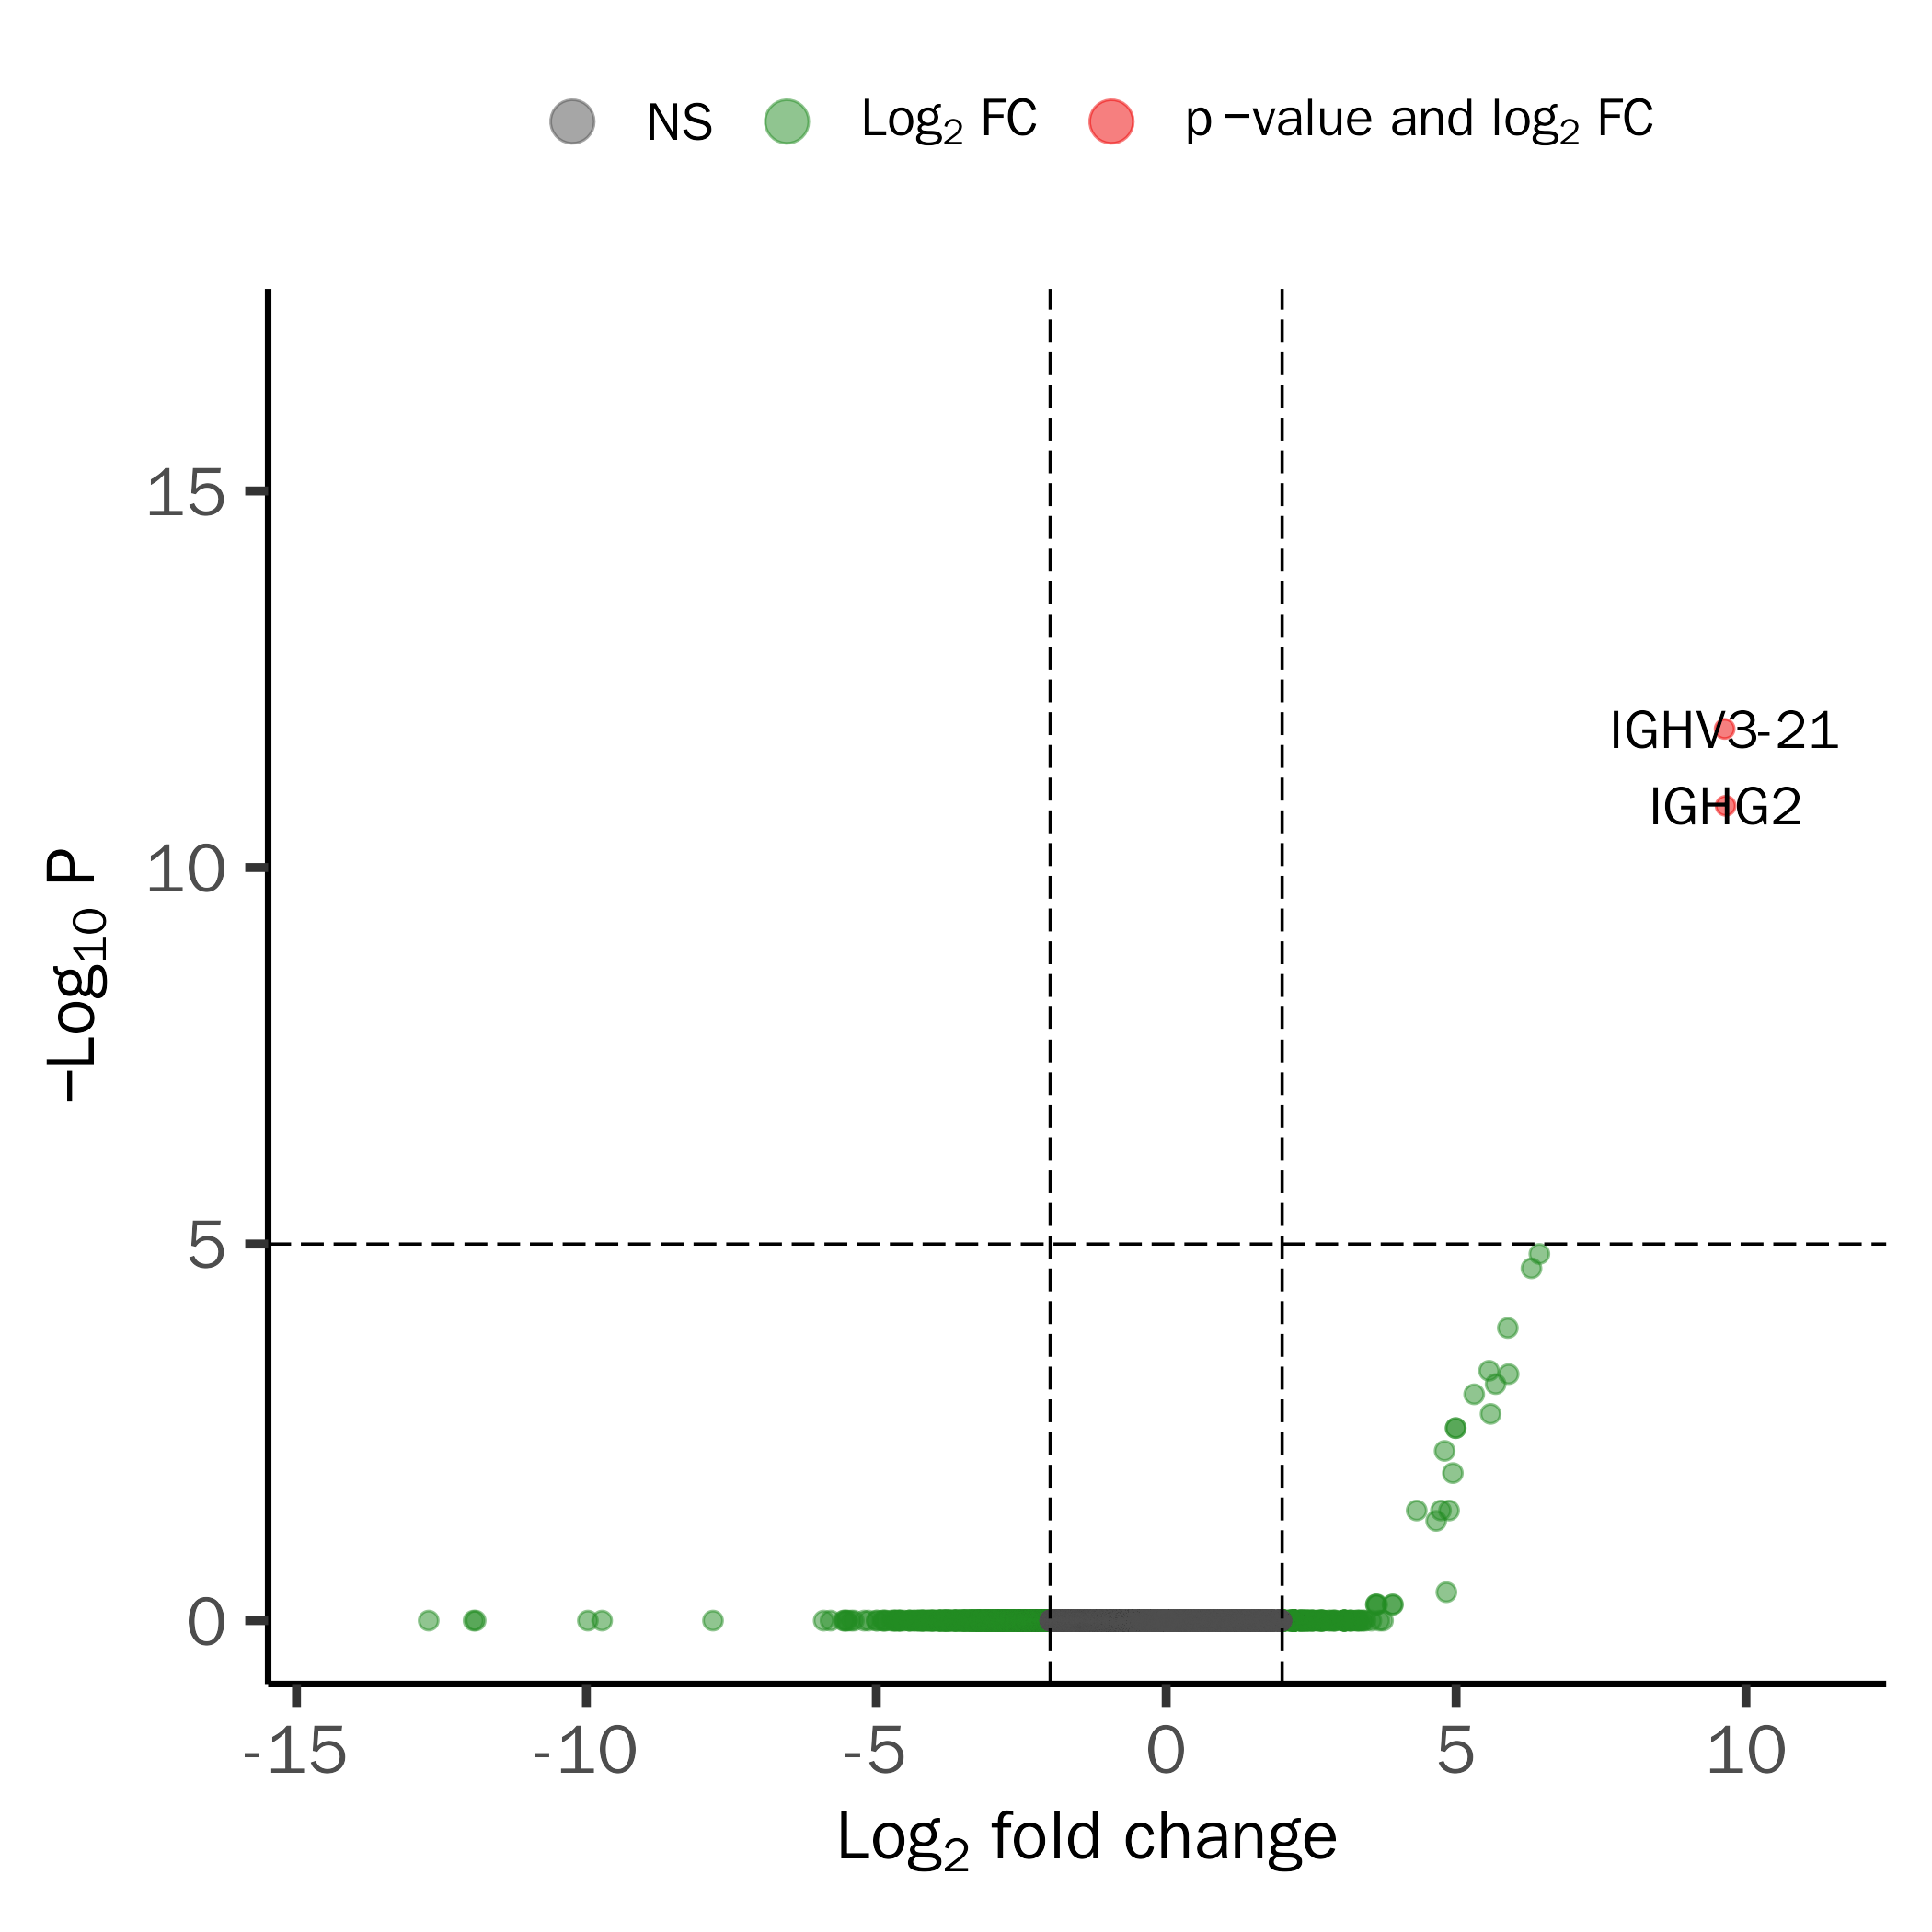 NS Log₂ FC p −value and log₂ FC
15
10
5
0
−Log₁₀ P
IGHV3-21
IGHG2
-15 -10 -5 0 5 10
Log₂ fold change